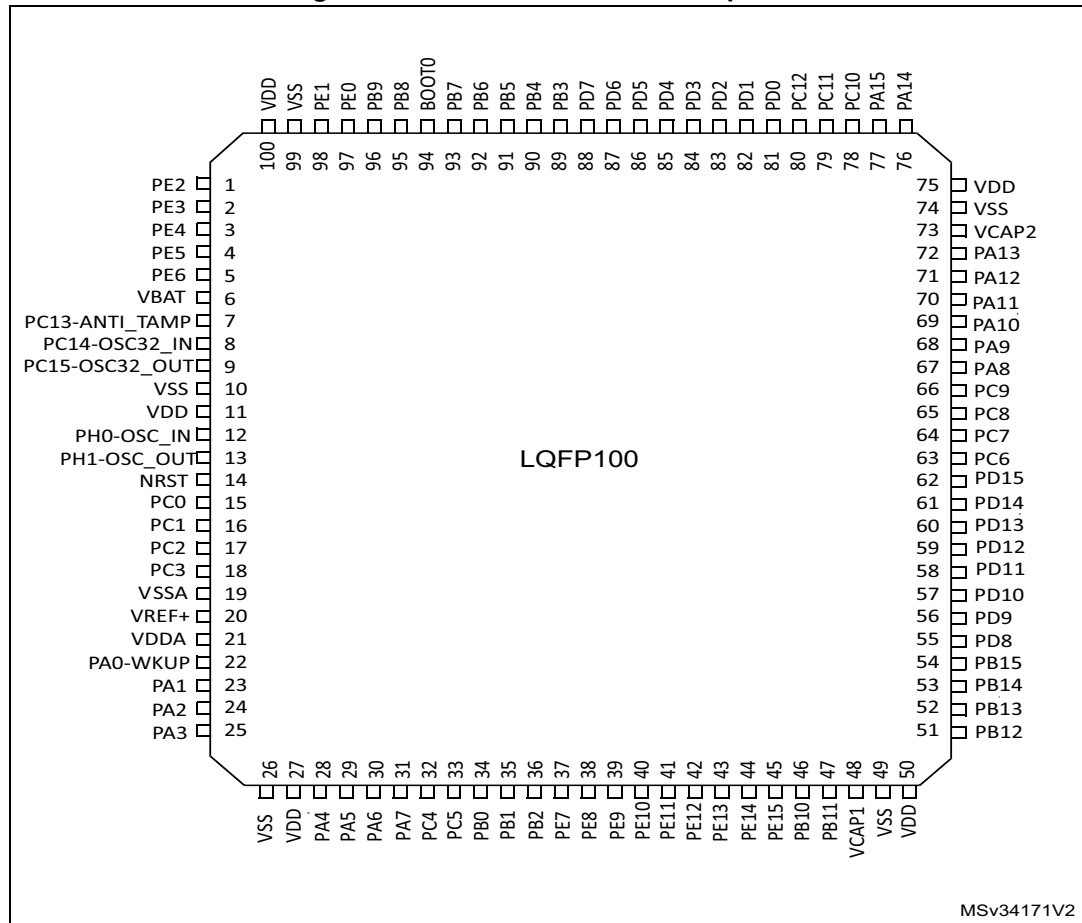 VDD VSS PE1 PE0 PB9 PB8 BOOT0 PB7 PB6 PB5 PB4 PB3 PD7 PD6 PD5 PD4 PD3 PD2 PD1 PD0 PC12 PC11 PC10 PA15 PA14
100 99 98 97 96 95 94 93 92 91 90 89 88 87 86 85 84 83 82 81 80 79 78 77 76
PE2 1 75 VDD
PE3 2 74 VSS
PE4 3 73 VCAP2
PE5 4 72 PA13
PE6 5 71 PA12
VBAT 6 70 PA11
PC13-ANTI_TAMP 7 69 PA10
PC14-OSC32_IN 8 68 PA9
PC15-OSC32_OUT 9 67 PA8
VSS 10 66 PC9
VDD 11 65 PC8
PH0-OSC_IN 12 64 PC7
PH1-OSC_OUT 13 LQFP100 63 PC6
NRST 14 62 PD15
PC0 15 61 PD14
PC1 16 60 PD13
PC2 17 59 PD12
PC3 18 58 PD11
VSSA 19 57 PD10
VREF+ 20 56 PD9
VDDA 21 55 PD8
PA0-WKUP 22 54 PB15
PA1 23 53 PB14
PA2 24 52 PB13
PA3 25 51 PB12
26 27 28 29 30 31 32 33 34 35 36 37 38 39 40 41 42 43 44 45 46 47 48 49 50
VSS VDD PA4 PA5 PA6 PA7 PC4 PC5 PB0 PB1 PB2 PE7 PE8 PE9 PE10 PE11 PE12 PE13 PE14 PE15 PB10 PB11 VCAP1 VSS VDD
MSv34171V2